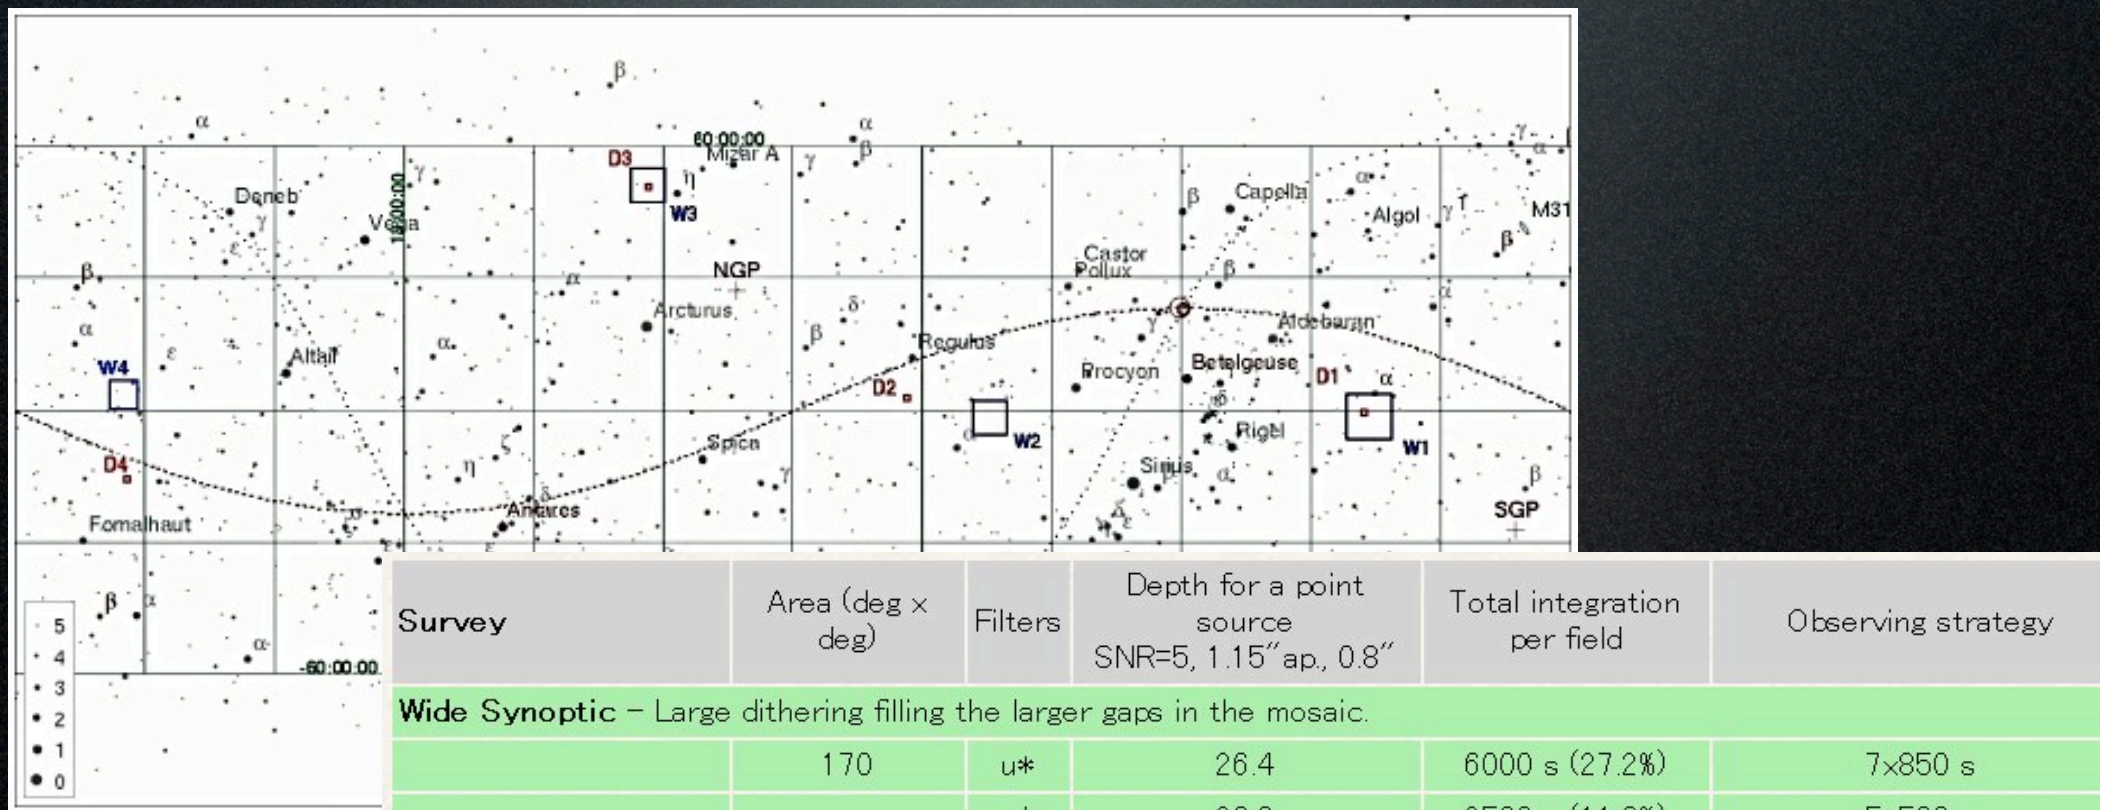 β
α
α
β
60:00:00
Mizar A
D3
γ
η
W3
γ
Deneb
γ
ε
Vega
18:00:00
β
Capella
α
Algol
γ
M31
β
Castor
Pollux
NGP
α
β
α
Arcturus
δ
β
Regulus
γ
Aldebaran
α
ε
Altair
α
W4
D2
Procyon
Betelgeuse
D1
α
δ
Rigel
W2
W1
Spica
ζ
η
γ
Sirius
β
α
β
SGP
D4
δ
Antares
Fomalhaut
β
α
α
-60:00:00
5
4
3
2
1
0
Survey
Area (deg × deg)
Filters
Depth for a point source
SNR=5, 1.15″ap., 0.8″
Total integration per field
Observing strategy
Wide Synoptic – Large dithering filling the larger gaps in the mosaic.
170 u* 26.4 6000 s (27.2%) 7×850 s